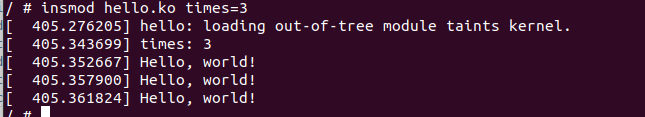 / # insmod hello.ko times=3
[  405.276205] hello: loading out-of-tree module taints kernel.
[  405.343699] times: 3
[  405.352667] Hello, world!
[  405.357900] Hello, world!
[  405.361824] Hello, world!
/ #